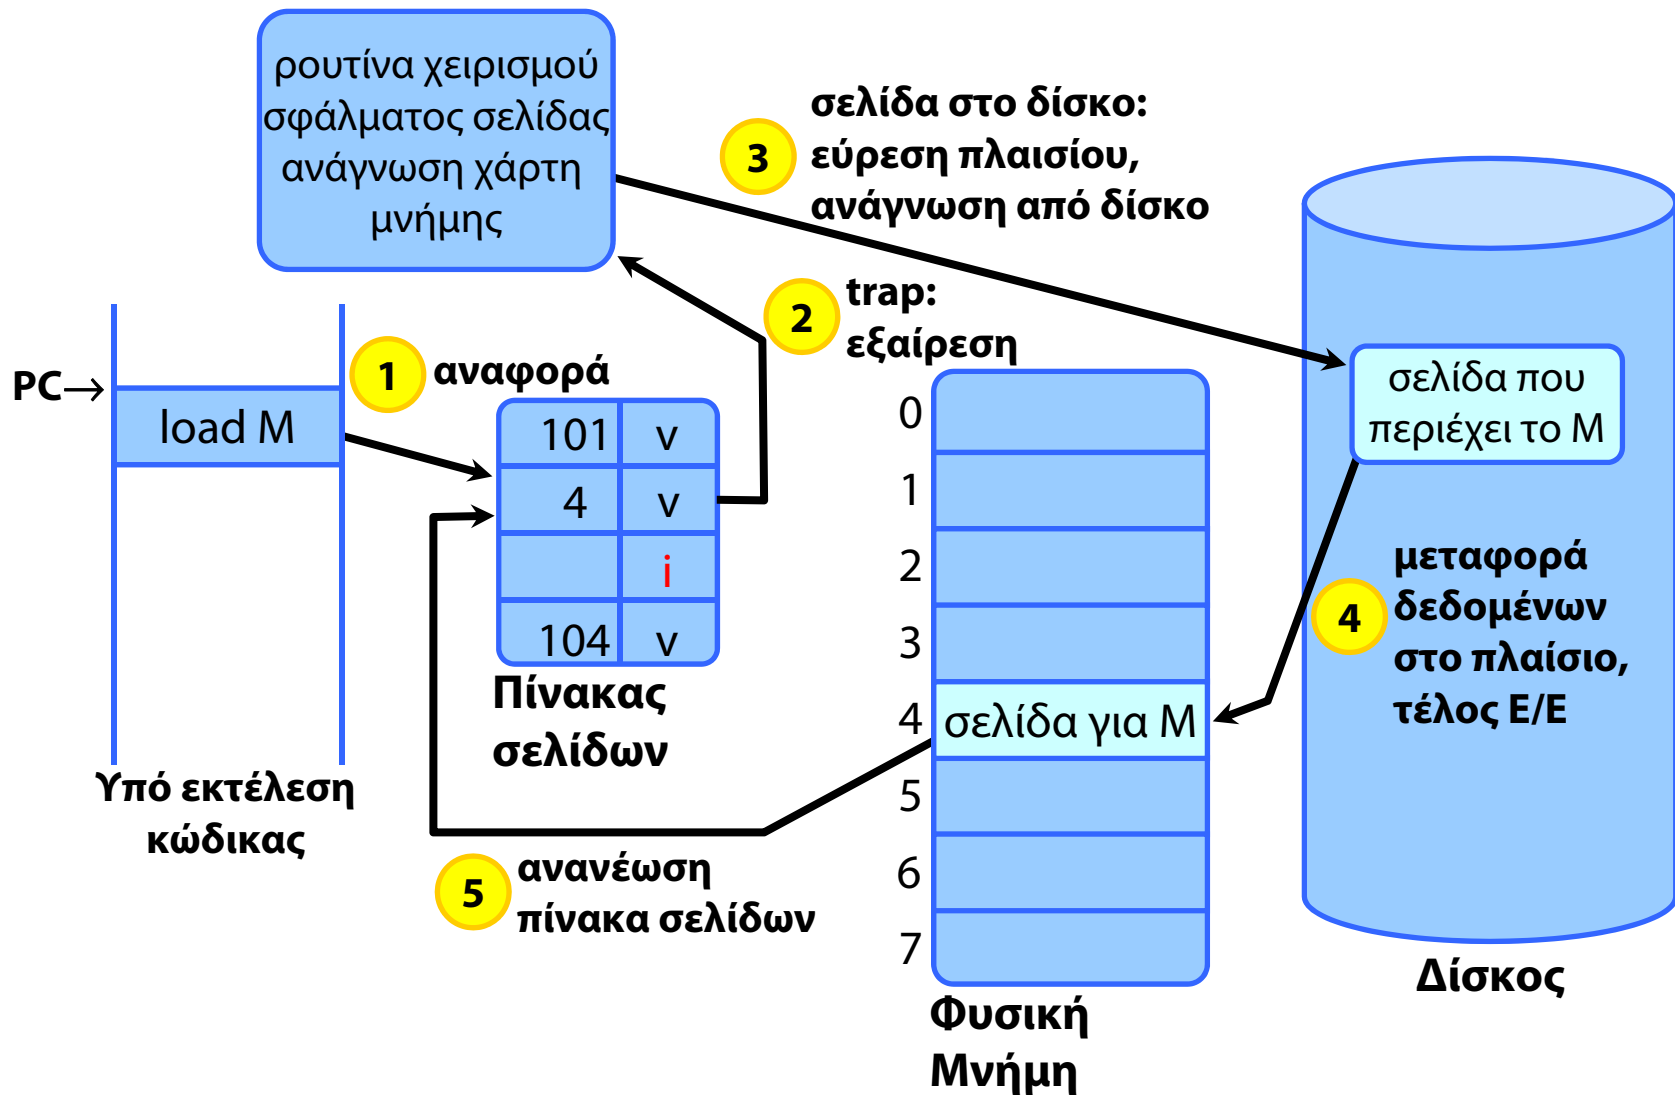 ρουτίνα χειρισμού
σφάλματος σελίδας
ανάγνωση χάρτη
μνήμης
3
σελίδα στο δίσκο:
εύρεση πλαισίου,
ανάγνωση από δίσκο
2
trap:
εξαίρεση
1
αναφορά
PC→
load M
101 v
4 v
i
104 v
Πίνακας
σελίδων
Υπό εκτέλεση
κώδικας
0
1
2
3
4 σελίδα για Μ
5
6
7
Φυσική
Μνήμη
σελίδα που
περιέχει το Μ
4
μεταφορά
δεδομένων
στο πλαίσιο,
τέλος Ε/Ε
Δίσκος
5
ανανέωση
πίνακα σελίδων